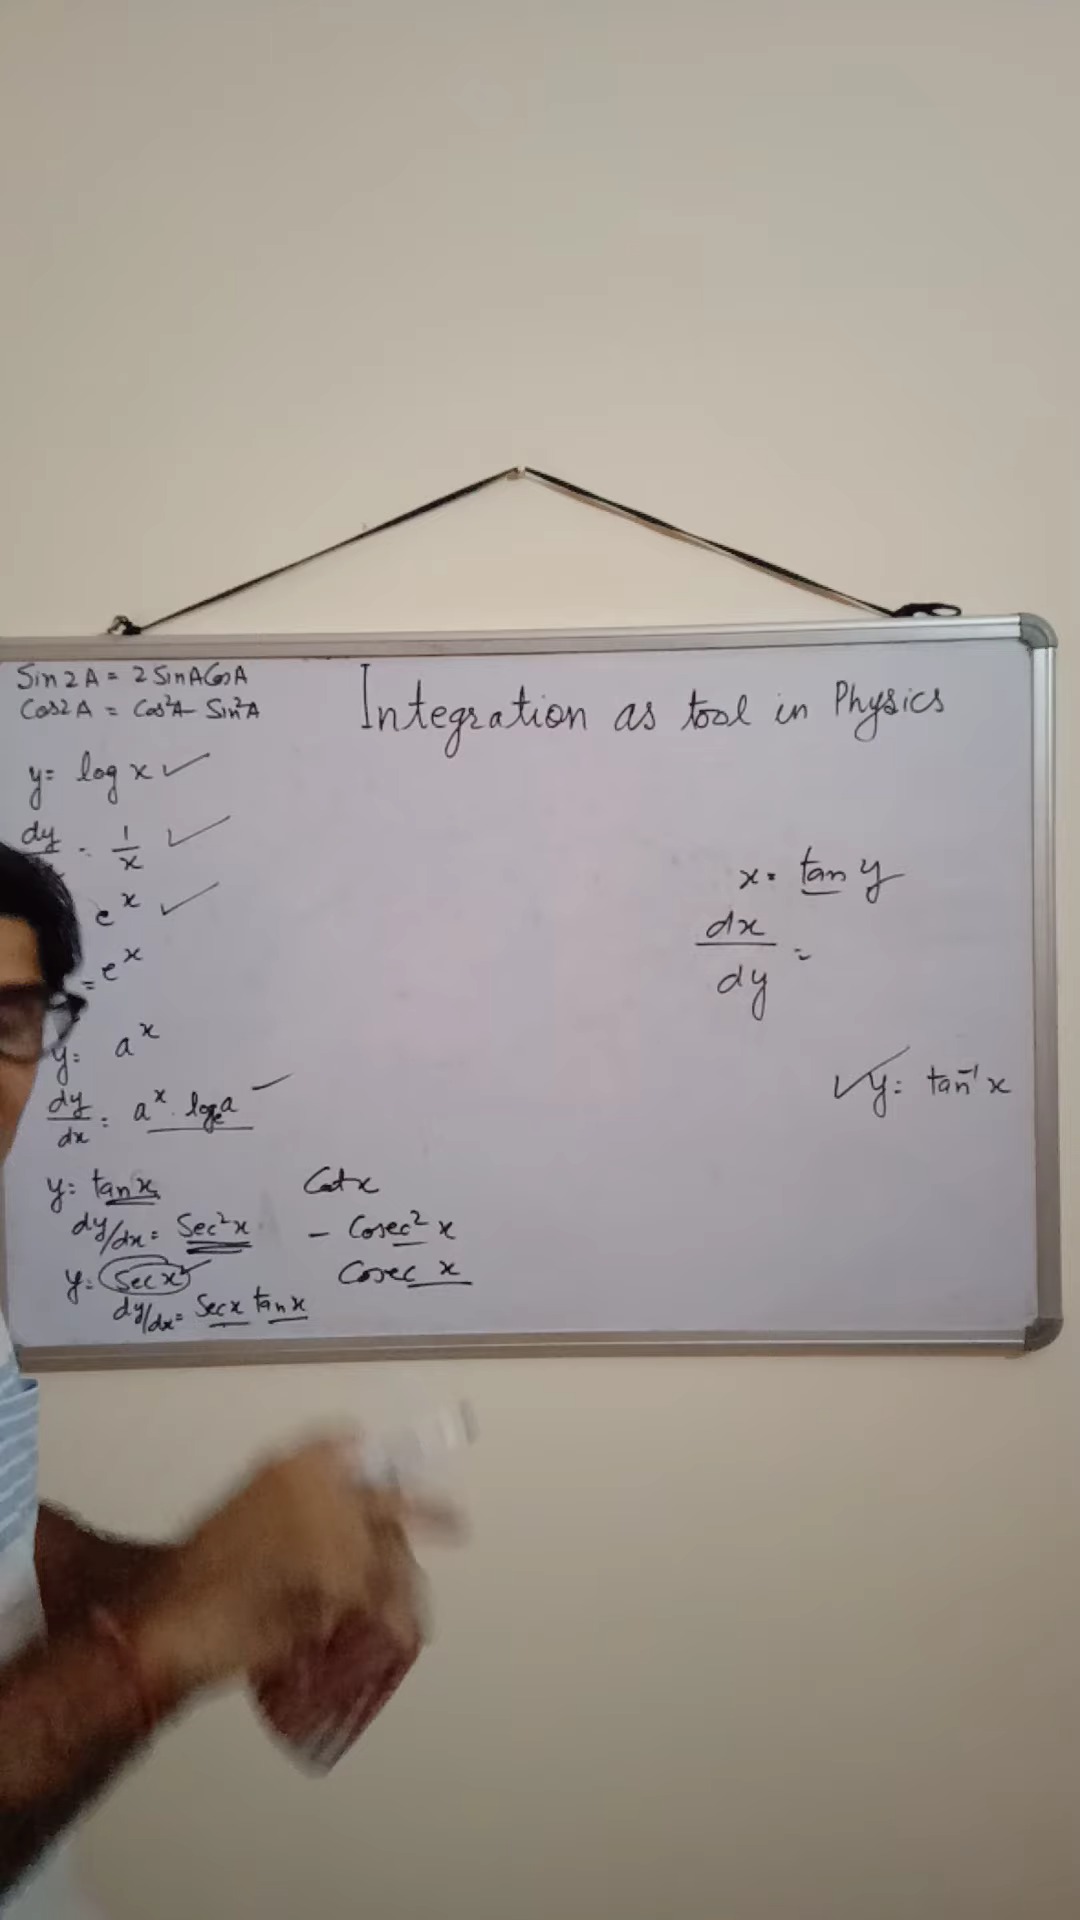 Sin 2A = 2 SinA CosA
Cos2A = Cos²A - Sin²A
Integration as tool in Physics
y = log x ✓
dy
= 1/x ✓
e^x ✓
= e^x
y = a^x
dy/dx = a^x . logₑa
y = tan x
dy/dx = Sec²x
y = Sec x
dy/dx = Sec x tan x
Cot x
- Cosec² x
Cosec x
x = tan y
dx/dy =
✓ y = tan⁻¹ x